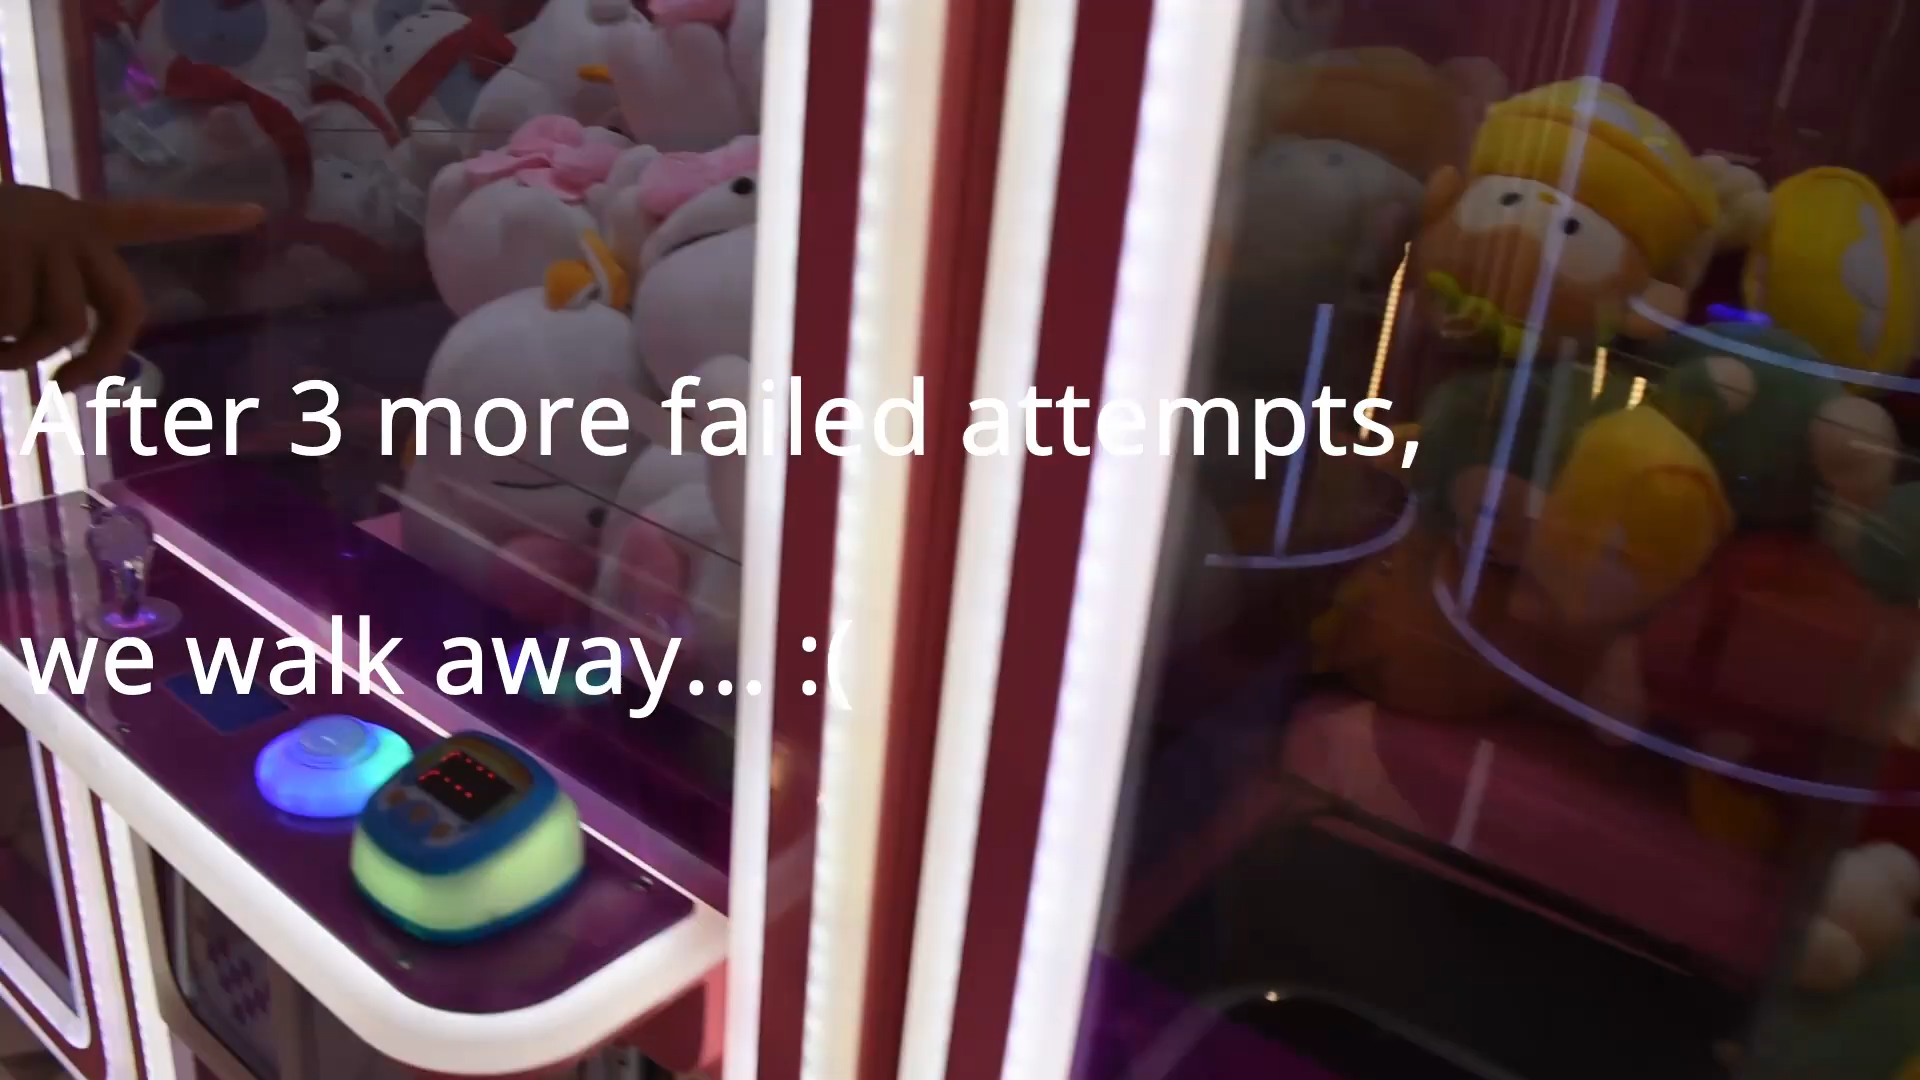 After 3 more failed attempts,
we walk away... :(